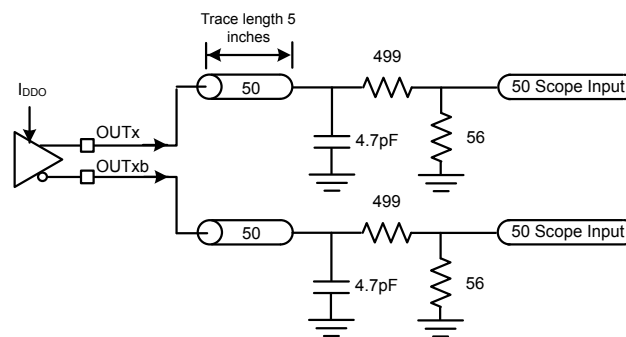 Trace length 5
inches
IDDO
OUTx
OUTxb
50
499
50 Scope Input
4.7pF
56
50
499
50 Scope Input
4.7pF
56